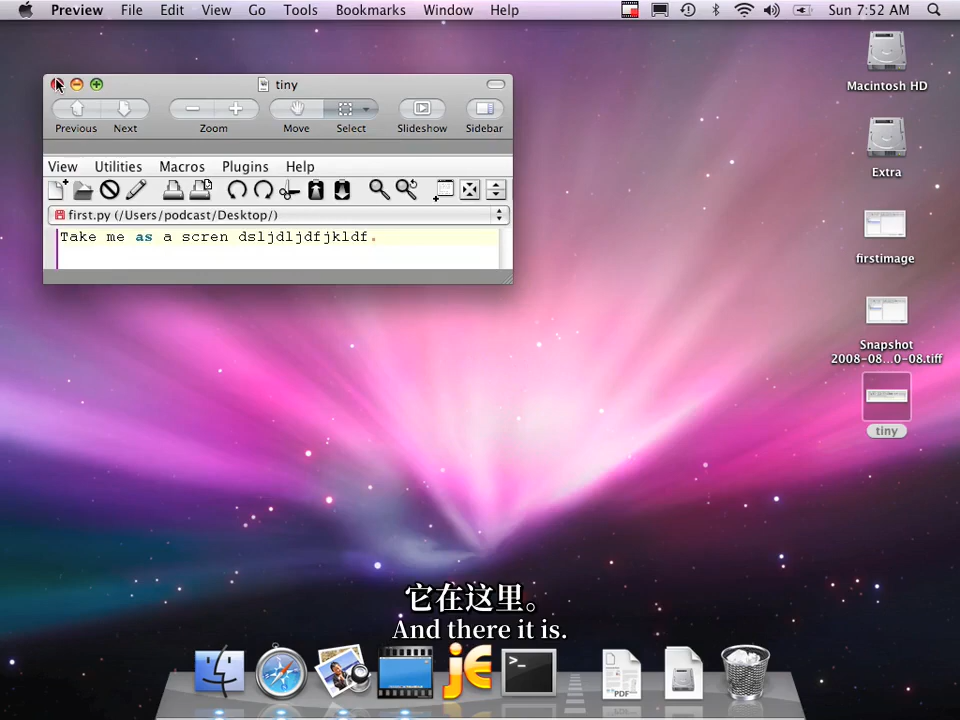 Preview File Edit View Go Tools Bookmarks Window Help Sun 7:52 AM
tiny
Previous Next Zoom Move Select Slideshow Sidebar
View Utilities Macros Plugins Help
first.py (/Users/podcast/Desktop/)
Take me as a scren dsljdljdfjkldf.
Macintosh HD
Extra
firstimage
Snapshot
2008-08...0-08.tiff
tiny
它在这里。
And there it is.
jE
>_
PDF